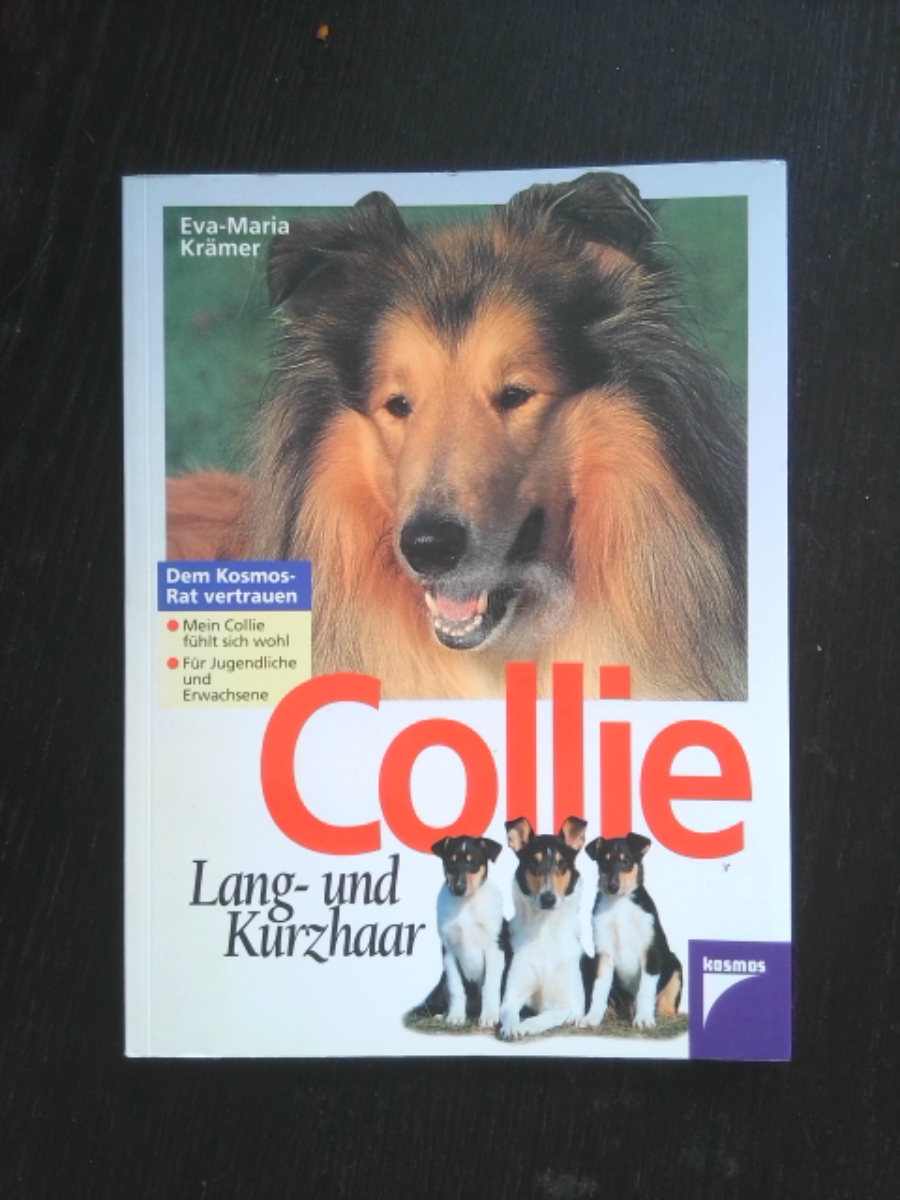 Eva-Maria
Krämer
Dem Kosmos-
Rat vertrauen
Mein Collie
fühlt sich wohl
Für Jugendliche
und
Erwachsene
Collie
Lang- und
Kurzhaar
kosmos